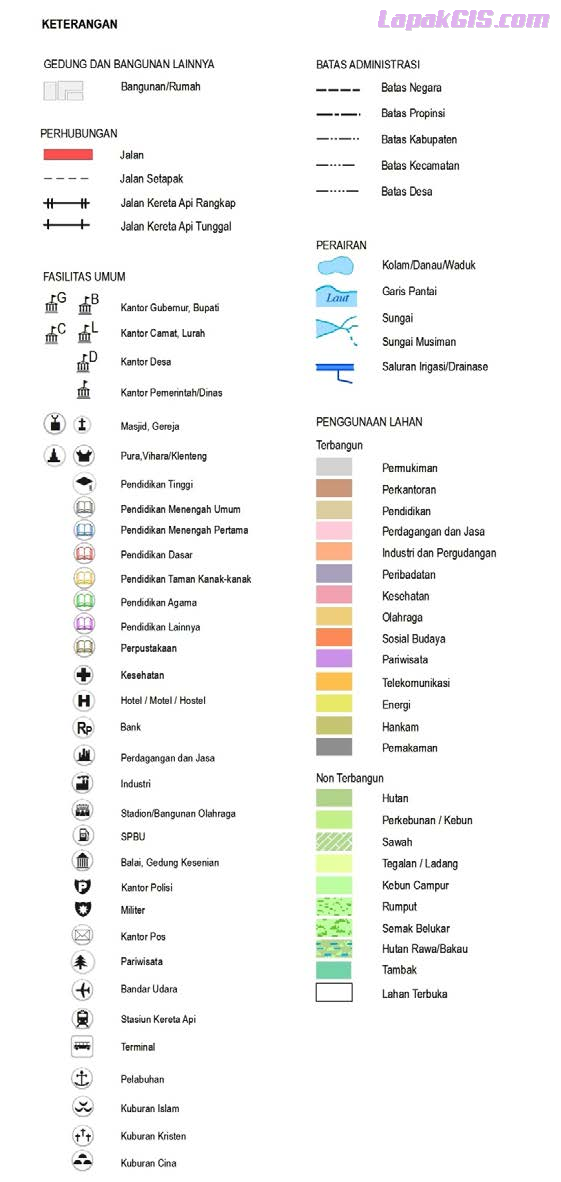 LapakGIS.com
KETERANGAN
GEDUNG DAN BANGUNAN LAINNYA
Bangunan/Rumah
PERHUBUNGAN
Jalan
Jalan Setapak
Jalan Kereta Api Rangkap
Jalan Kereta Api Tunggal
FASILITAS UMUM
G B Kantor Gubernur, Bupati
C L Kantor Camat, Lurah
D Kantor Desa
Kantor Pemerintah/Dinas
Masjid, Gereja
Pura,Vihara/Klenteng
Pendidikan Tinggi
Pendidikan Menengah Umum
Pendidikan Menengah Pertama
Pendidikan Dasar
Pendidikan Taman Kanak-kanak
Pendidikan Agama
Pendidikan Lainnya
Perpustakaan
Kesehatan
H Hotel / Motel / Hostel
Rp Bank
Perdagangan dan Jasa
Industri
Stadion/Bangunan Olahraga
SPBU
Balai, Gedung Kesenian
P Kantor Polisi
Militer
Kantor Pos
Pariwisata
Bandar Udara
Stasiun Kereta Api
Terminal
Pelabuhan
Kuburan Islam
Kuburan Kristen
Kuburan Cina
BATAS ADMINISTRASI
Batas Negara
Batas Propinsi
Batas Kabupaten
Batas Kecamatan
Batas Desa
PERAIRAN
Kolam/Danau/Waduk
Laut Garis Pantai
Sungai
Sungai Musiman
Saluran Irigasi/Drainase
PENGGUNAAN LAHAN
Terbangun
Permukiman
Perkantoran
Pendidikan
Perdagangan dan Jasa
Industri dan Pergudangan
Peribadatan
Kesehatan
Olahraga
Sosial Budaya
Pariwisata
Telekomunikasi
Energi
Hankam
Pemakaman
Non Terbangun
Hutan
Perkebunan / Kebun
Sawah
Tegalan / Ladang
Kebun Campur
Rumput
Semak Belukar
Hutan Rawa/Bakau
Tambak
Lahan Terbuka